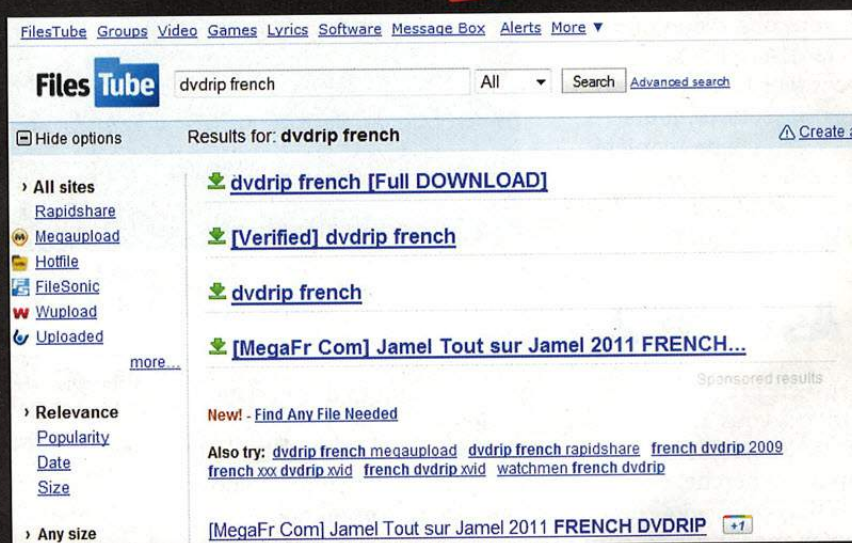 FilesTube Groups Video Games Lyrics Software Message Box Alerts More ▼
Files Tube
dvdrip french
All
Search
Advanced search
Hide options
Results for: dvdrip french
Create a
› All sites
Rapidshare
Megaupload
Hotfile
FileSonic
Wupload
Uploaded
more...
› Relevance
Popularity
Date
Size
› Any size
dvdrip french [Full DOWNLOAD]
[Verified] dvdrip french
dvdrip french
[MegaFr Com] Jamel Tout sur Jamel 2011 FRENCH...
Sponsored results
New! - Find Any File Needed
Also try: dvdrip french megaupload dvdrip french rapidshare french dvdrip 2009
french xxx dvdrip xvid french dvdrip xvid watchmen french dvdrip
[MegaFr Com] Jamel Tout sur Jamel 2011 FRENCH DVDRIP +1